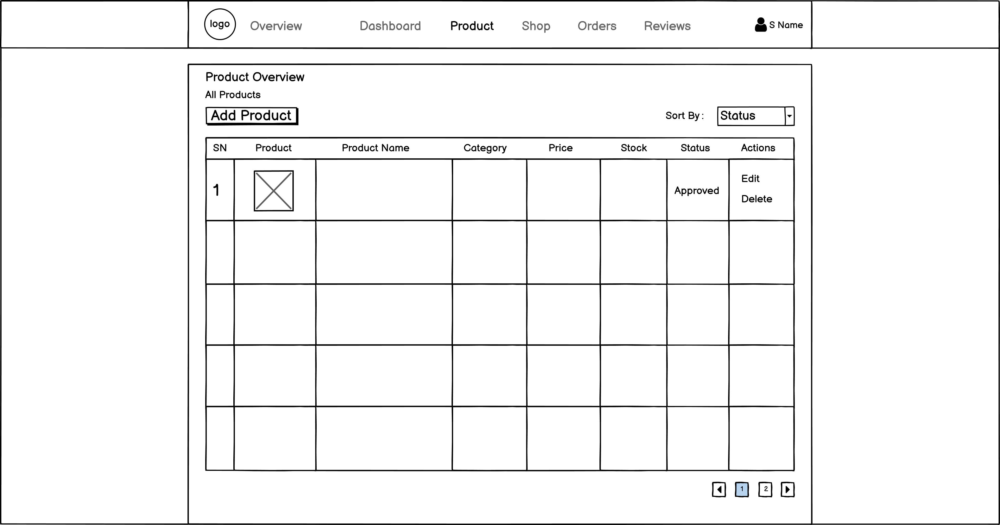 logo Overview Dashboard Product Shop Orders Reviews S Name
Product Overview
All Products
Add Product
Sort By :
Status
SN Product Product Name Category Price Stock Status Actions
1
Approved
Edit
Delete
1 2